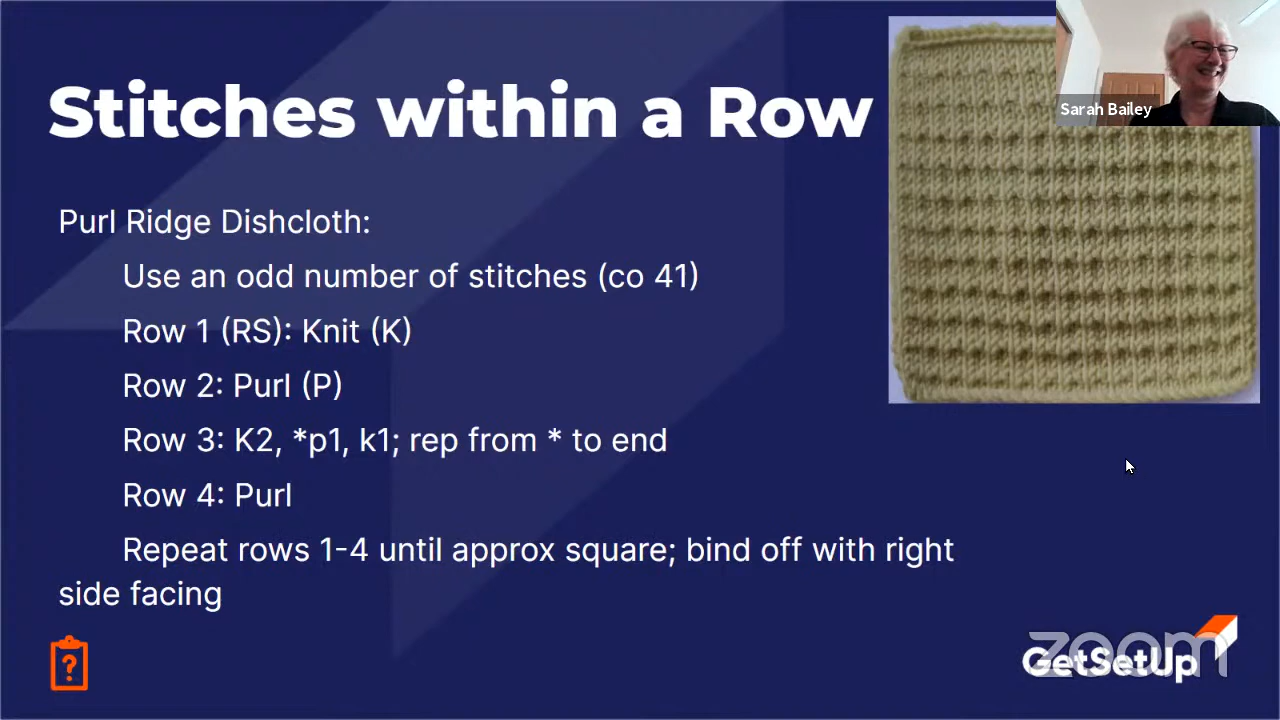 Stitches within a Row
Sarah Bailey
Purl Ridge Dishcloth:
Use an odd number of stitches (co 41)
Row 1 (RS): Knit (K)
Row 2: Purl (P)
Row 3: K2, *p1, k1; rep from * to end
Row 4: Purl
Repeat rows 1-4 until approx square; bind off with right
side facing
?
zoom
GetSetUp